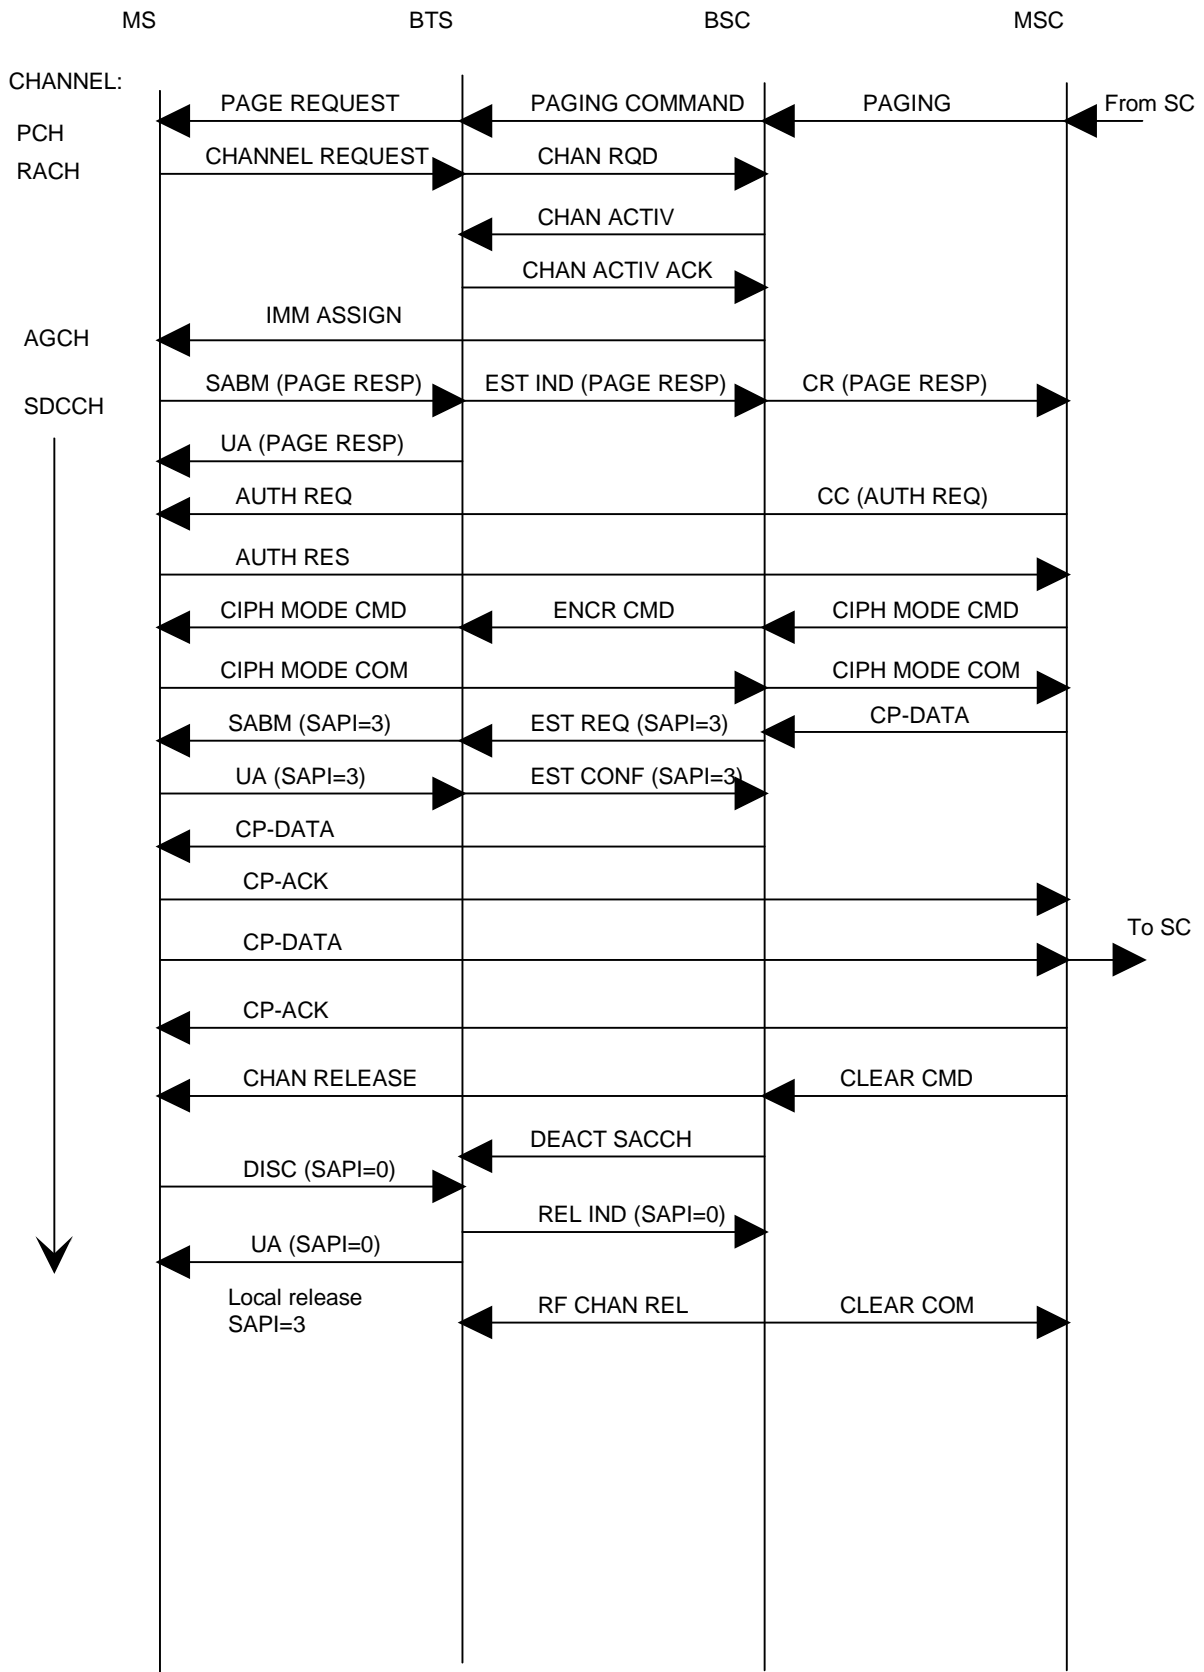 MS BTS BSC MSC
CHANNEL:
PAGE REQUEST PAGING COMMAND PAGING From SC
PCH
CHANNEL REQUEST CHAN RQD
RACH
CHAN ACTIV
CHAN ACTIV ACK
IMM ASSIGN
AGCH
SABM (PAGE RESP) EST IND (PAGE RESP) CR (PAGE RESP)
SDCCH
UA (PAGE RESP)
AUTH REQ CC (AUTH REQ)
AUTH RES
CIPH MODE CMD ENCR CMD CIPH MODE CMD
CIPH MODE COM CIPH MODE COM
CP-DATA
SABM (SAPI=3) EST REQ (SAPI=3)
UA (SAPI=3) EST CONF (SAPI=3)
CP-DATA
CP-ACK
To SC
CP-DATA
CP-ACK
CHAN RELEASE CLEAR CMD
DEACT SACCH
DISC (SAPI=0)
REL IND (SAPI=0)
UA (SAPI=0)
Local release RF CHAN REL CLEAR COM
SAPI=3